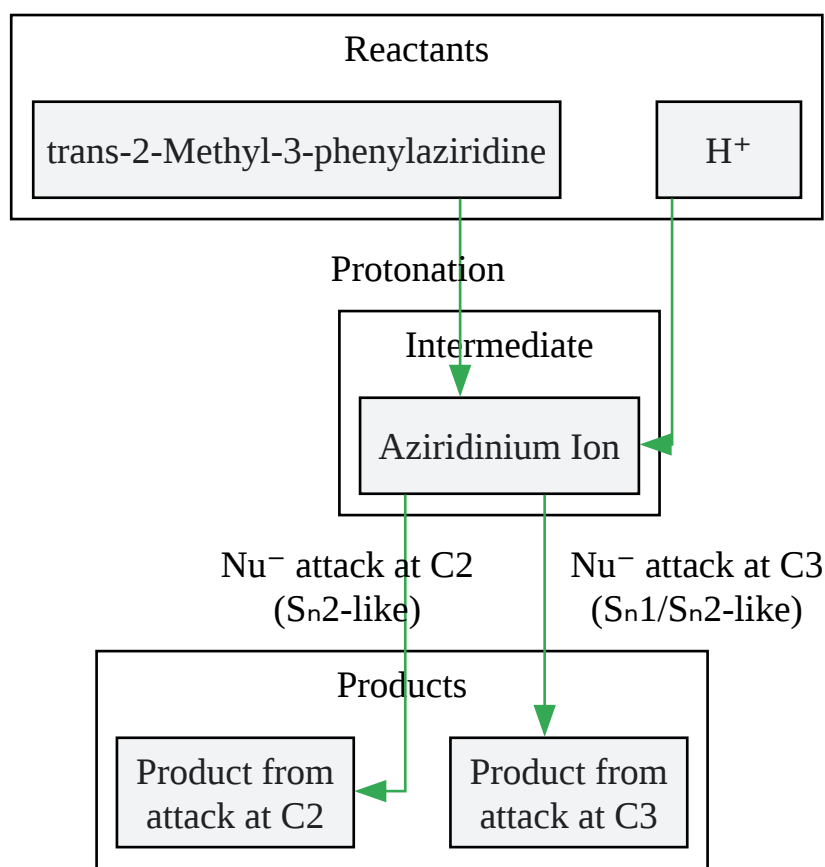 Reactants
trans-2-Methyl-3-phenylaziridine
H⁺
Protonation
Intermediate
Aziridinium Ion
Nu⁻ attack at C2
(Sₙ2-like)
Nu⁻ attack at C3
(Sₙ1/Sₙ2-like)
Products
Product from
attack at C2
Product from
attack at C3